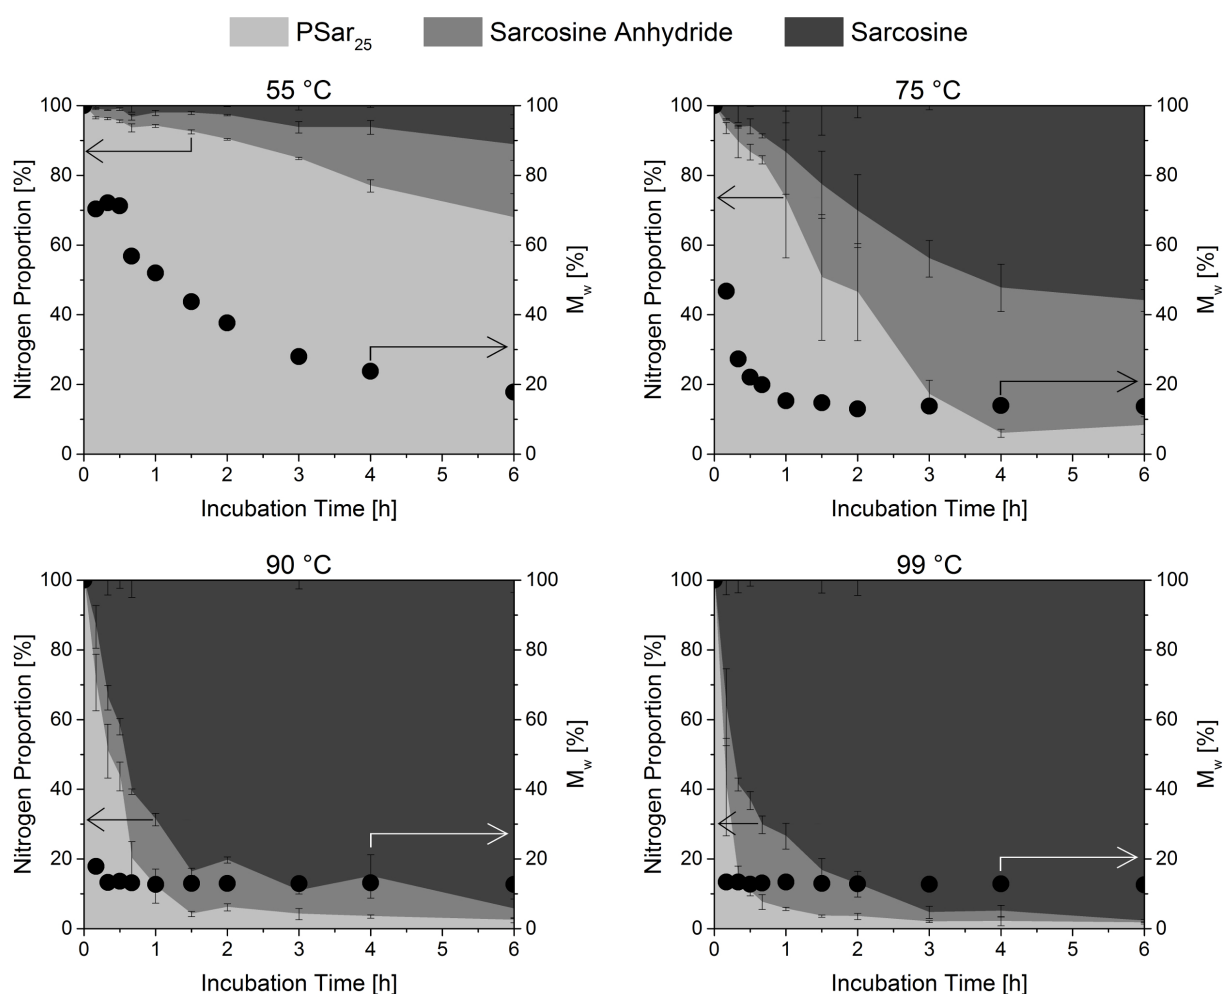 PSar₂₅ Sarcosine Anhydride Sarcosine
55 °C
100
80
60
40
20
0
Nitrogen Proportion [%]
100
80
60
40
20
0
M_w [%]
0 1 2 3 4 5 6
Incubation Time [h]
75 °C
100
80
60
40
20
0
Nitrogen Proportion [%]
100
80
60
40
20
0
M_w [%]
0 1 2 3 4 5 6
Incubation Time [h]
90 °C
100
80
60
40
20
0
Nitrogen Proportion [%]
100
80
60
40
20
0
M_w [%]
0 1 2 3 4 5 6
Incubation Time [h]
99 °C
100
80
60
40
20
0
Nitrogen Proportion [%]
100
80
60
40
20
0
M_w [%]
0 1 2 3 4 5 6
Incubation Time [h]